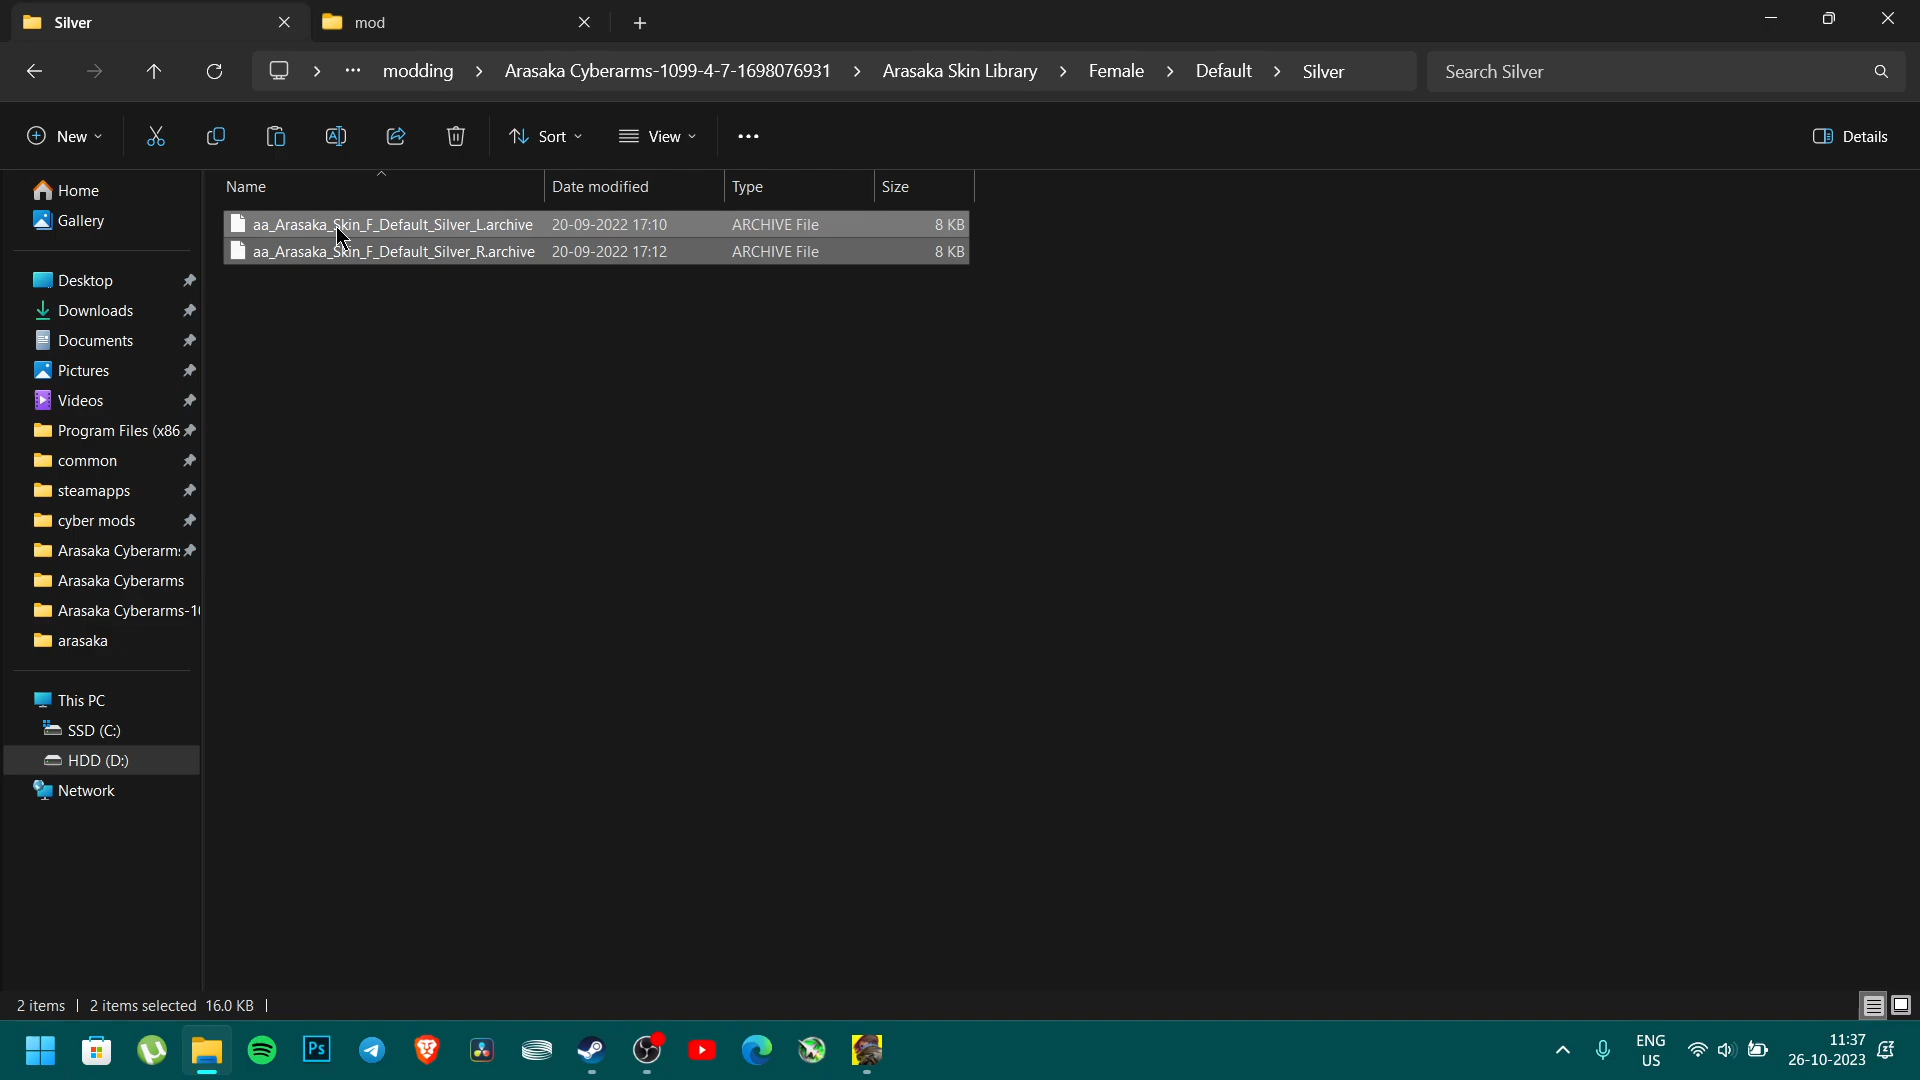 Silver
mod
modding > Arasaka Cyberarms-1099-4-7-1698076931 > Arasaka Skin Library > Female > Default > Silver
Search Silver
New
Sort
View
Details
Name Date modified Type Size
aa_Arasaka_Skin_F_Default_Silver_L.archive 20-09-2022 17:10 ARCHIVE File 8 KB
aa_Arasaka_Skin_F_Default_Silver_R.archive 20-09-2022 17:12 ARCHIVE File 8 KB
Home
Gallery
Desktop
Downloads
Documents
Pictures
Videos
Program Files (x86
common
steamapps
cyber mods
Arasaka Cyberarm
Arasaka Cyberarms
Arasaka Cyberarms-1
arasaka
This PC
SSD (C:)
HDD (D:)
Network
2 items
2 items selected 16.0 KB
Ps
ENG
US
11:37
26-10-2023